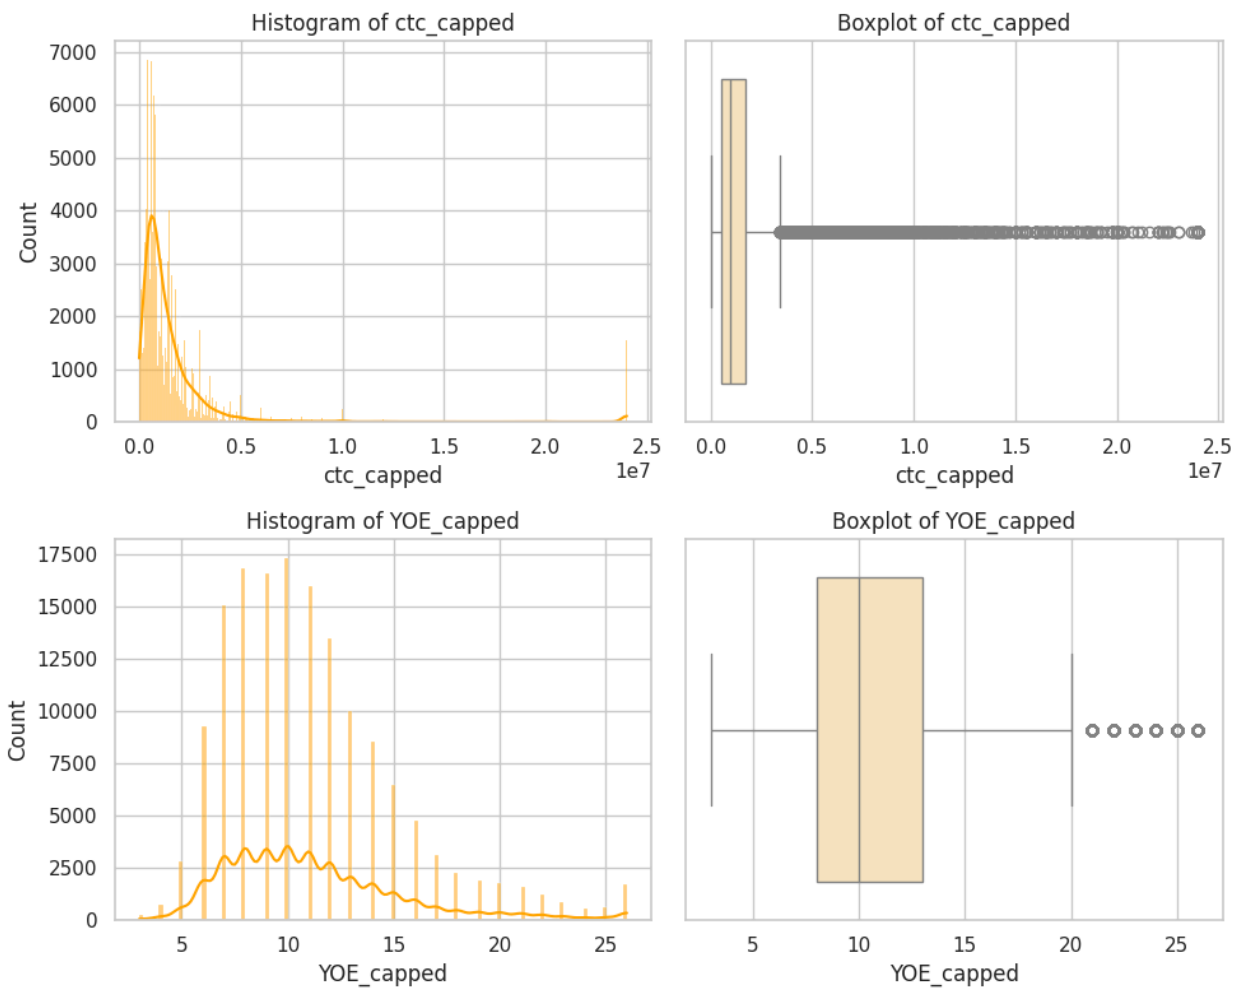 Histogram of ctc_capped
Boxplot of ctc_capped
7000
6000
5000
4000
3000
2000
1000
0
Count
0.0 0.5 1.0 1.5 2.0 2.5
1e7
ctc_capped
0.0 0.5 1.0 1.5 2.0 2.5
1e7
ctc_capped
Histogram of YOE_capped
Boxplot of YOE_capped
17500
15000
12500
10000
7500
5000
2500
0
Count
5 10 15 20 25
YOE_capped
5 10 15 20 25
YOE_capped